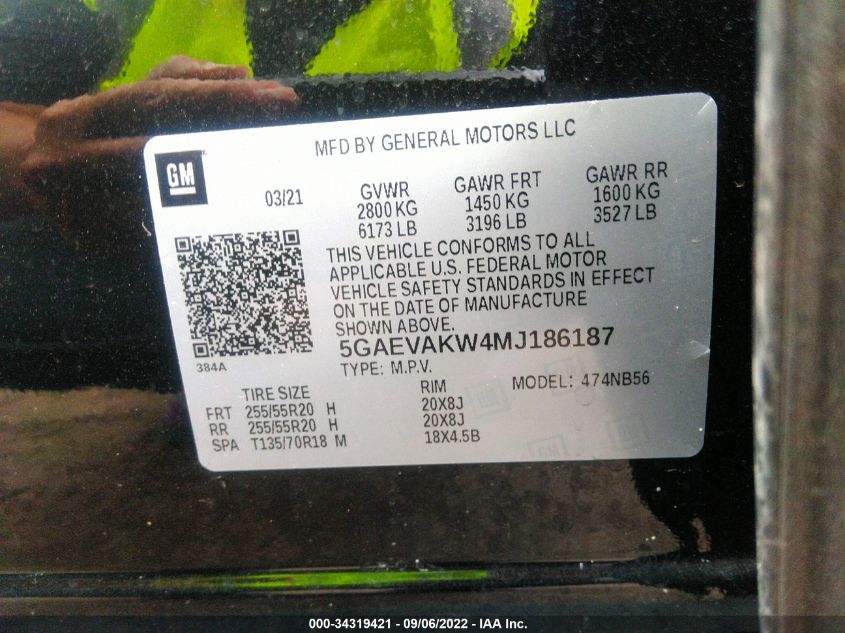 MFD BY GENERAL MOTORS LLC
GM
03/21
GVWR GAWR FRT GAWR RR
2800 KG 1450 KG 1600 KG
6173 LB 3196 LB 3527 LB
THIS VEHICLE CONFORMS TO ALL
APPLICABLE U.S. FEDERAL MOTOR
VEHICLE SAFETY STANDARDS IN EFFECT
ON THE DATE OF MANUFACTURE
SHOWN ABOVE.
384A
5GAEVAKW4MJ186187
TYPE: M.P.V. MODEL: 474NB56
TIRE SIZE RIM
FRT 255/55R20 H 20X8J
RR 255/55R20 H 20X8J
SPA T135/70R18 M 18X4.5B
000-34319421 - 09/06/2022 - IAA Inc.